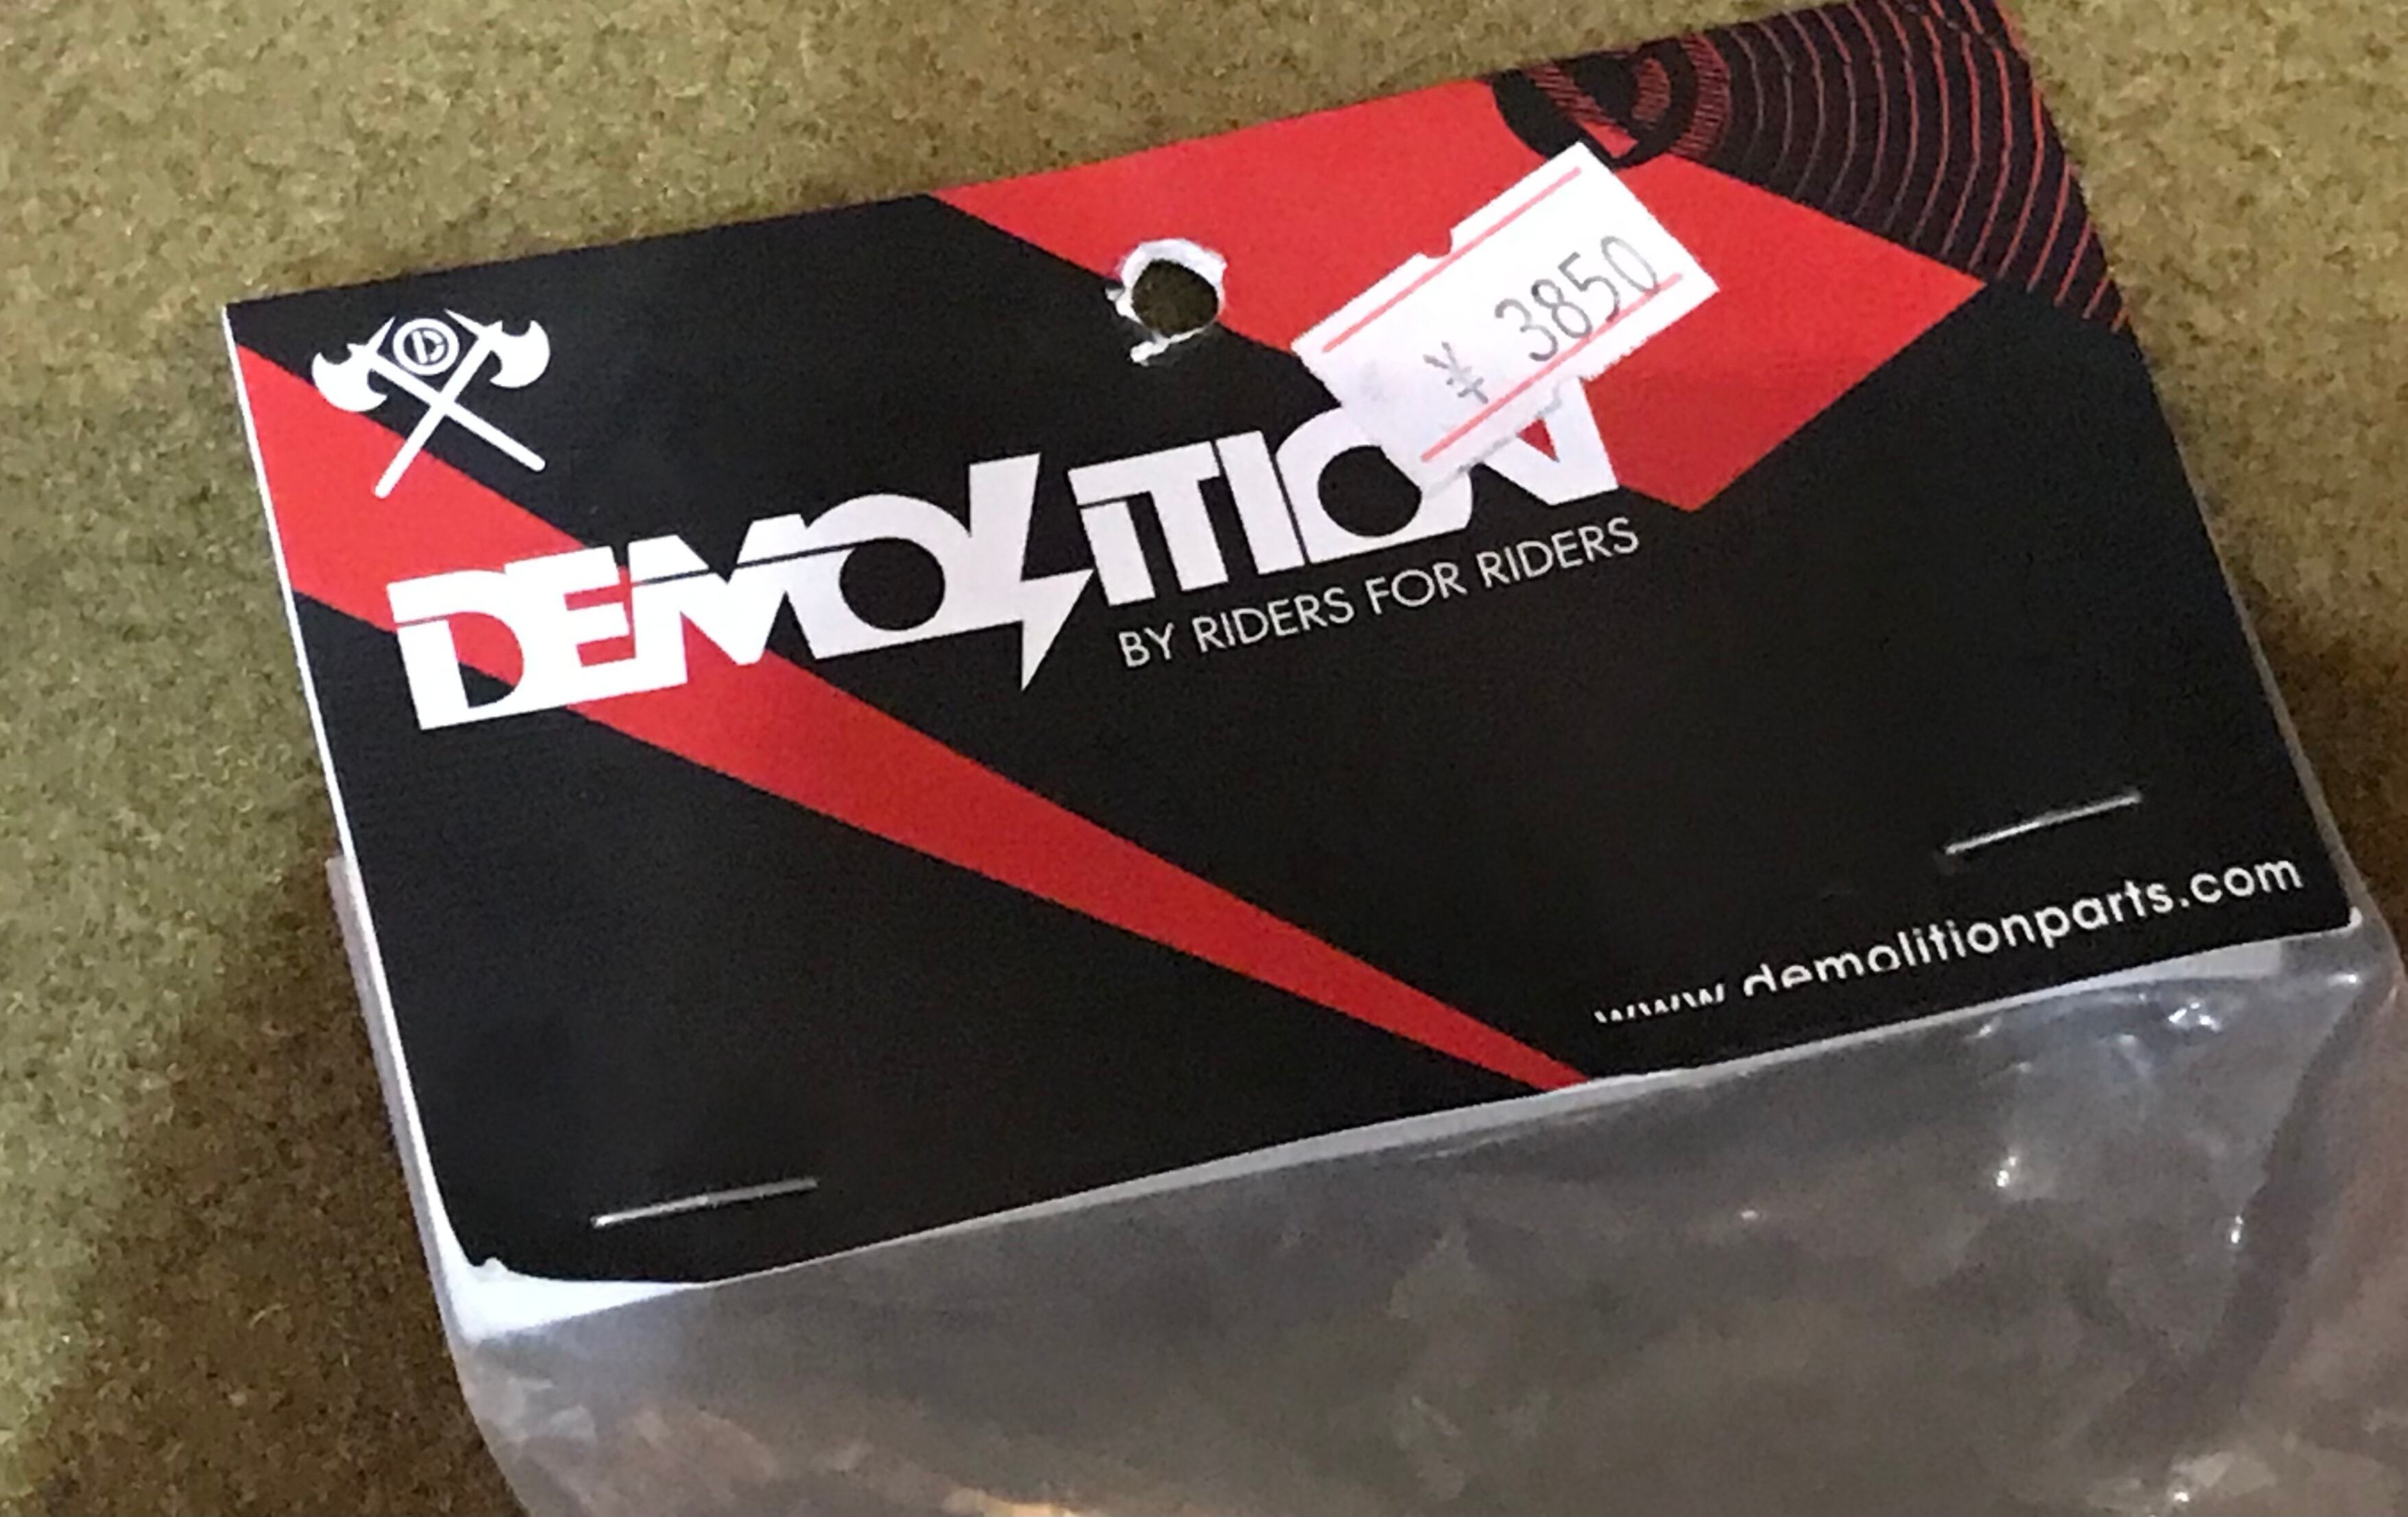 ¥ 3850
DEMOLITION
BY RIDERS FOR RIDERS
www.demolitionparts.com